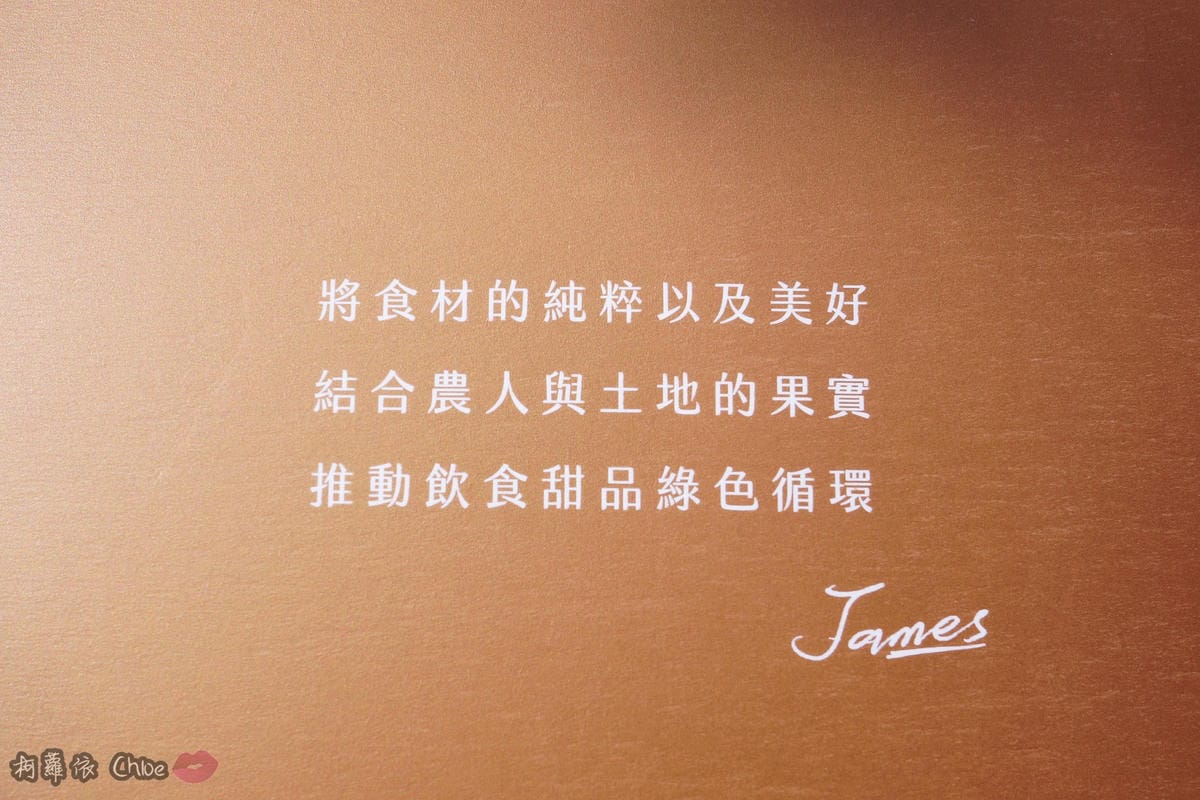 將食材的純粹以及美好
結合農人與土地的果實
推動飲食甜品綠色循環
James
柯蘿依 Chloe